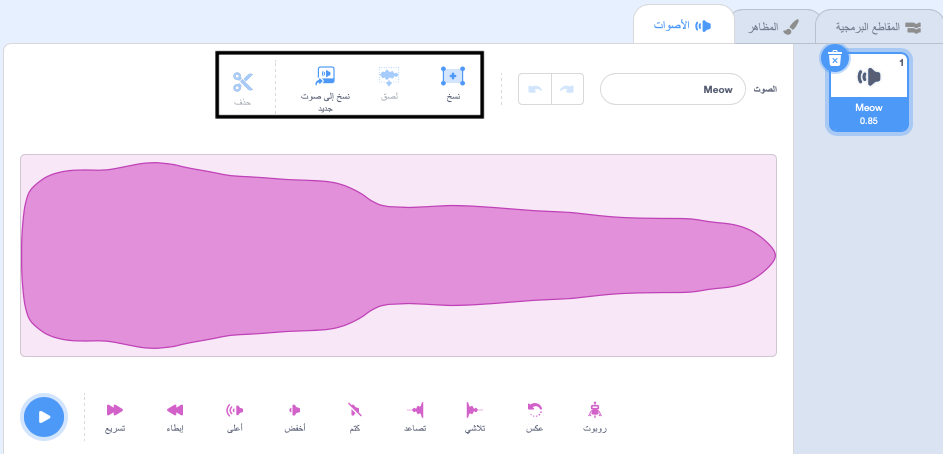 المقاطع البرمجية
المظاهر
الأصوات
1
Meow
0.85
الصوت
Meow
نسخ
لصق
نسخ إلى صوت
جديد
حذف
روبوت
عكس
تلاشي
تصاعد
كتم
أخفض
أعلى
إبطاء
تسريع